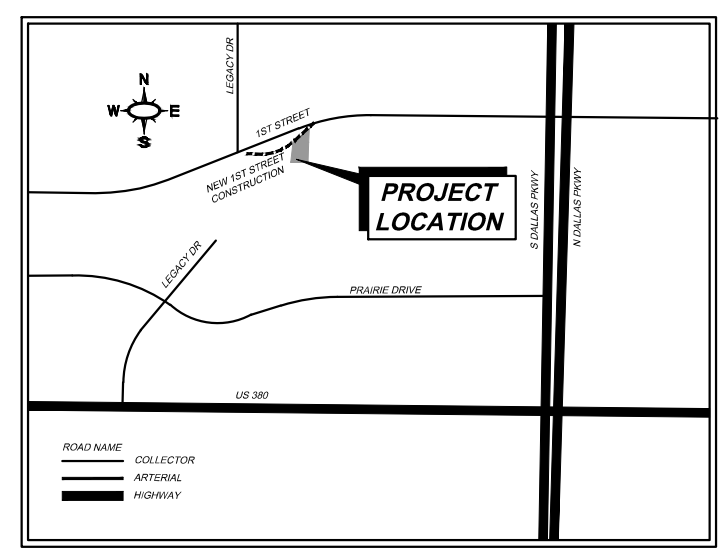 LEGACY DR
N
W E
S
1ST STREET
NEW 1ST STREET
CONSTRUCTION
PROJECT
LOCATION
S DALLAS PKWY
N DALLAS PKWY
LEGACY DR
PRAIRIE DRIVE
US 380
ROAD NAME
COLLECTOR
ARTERIAL
HIGHWAY